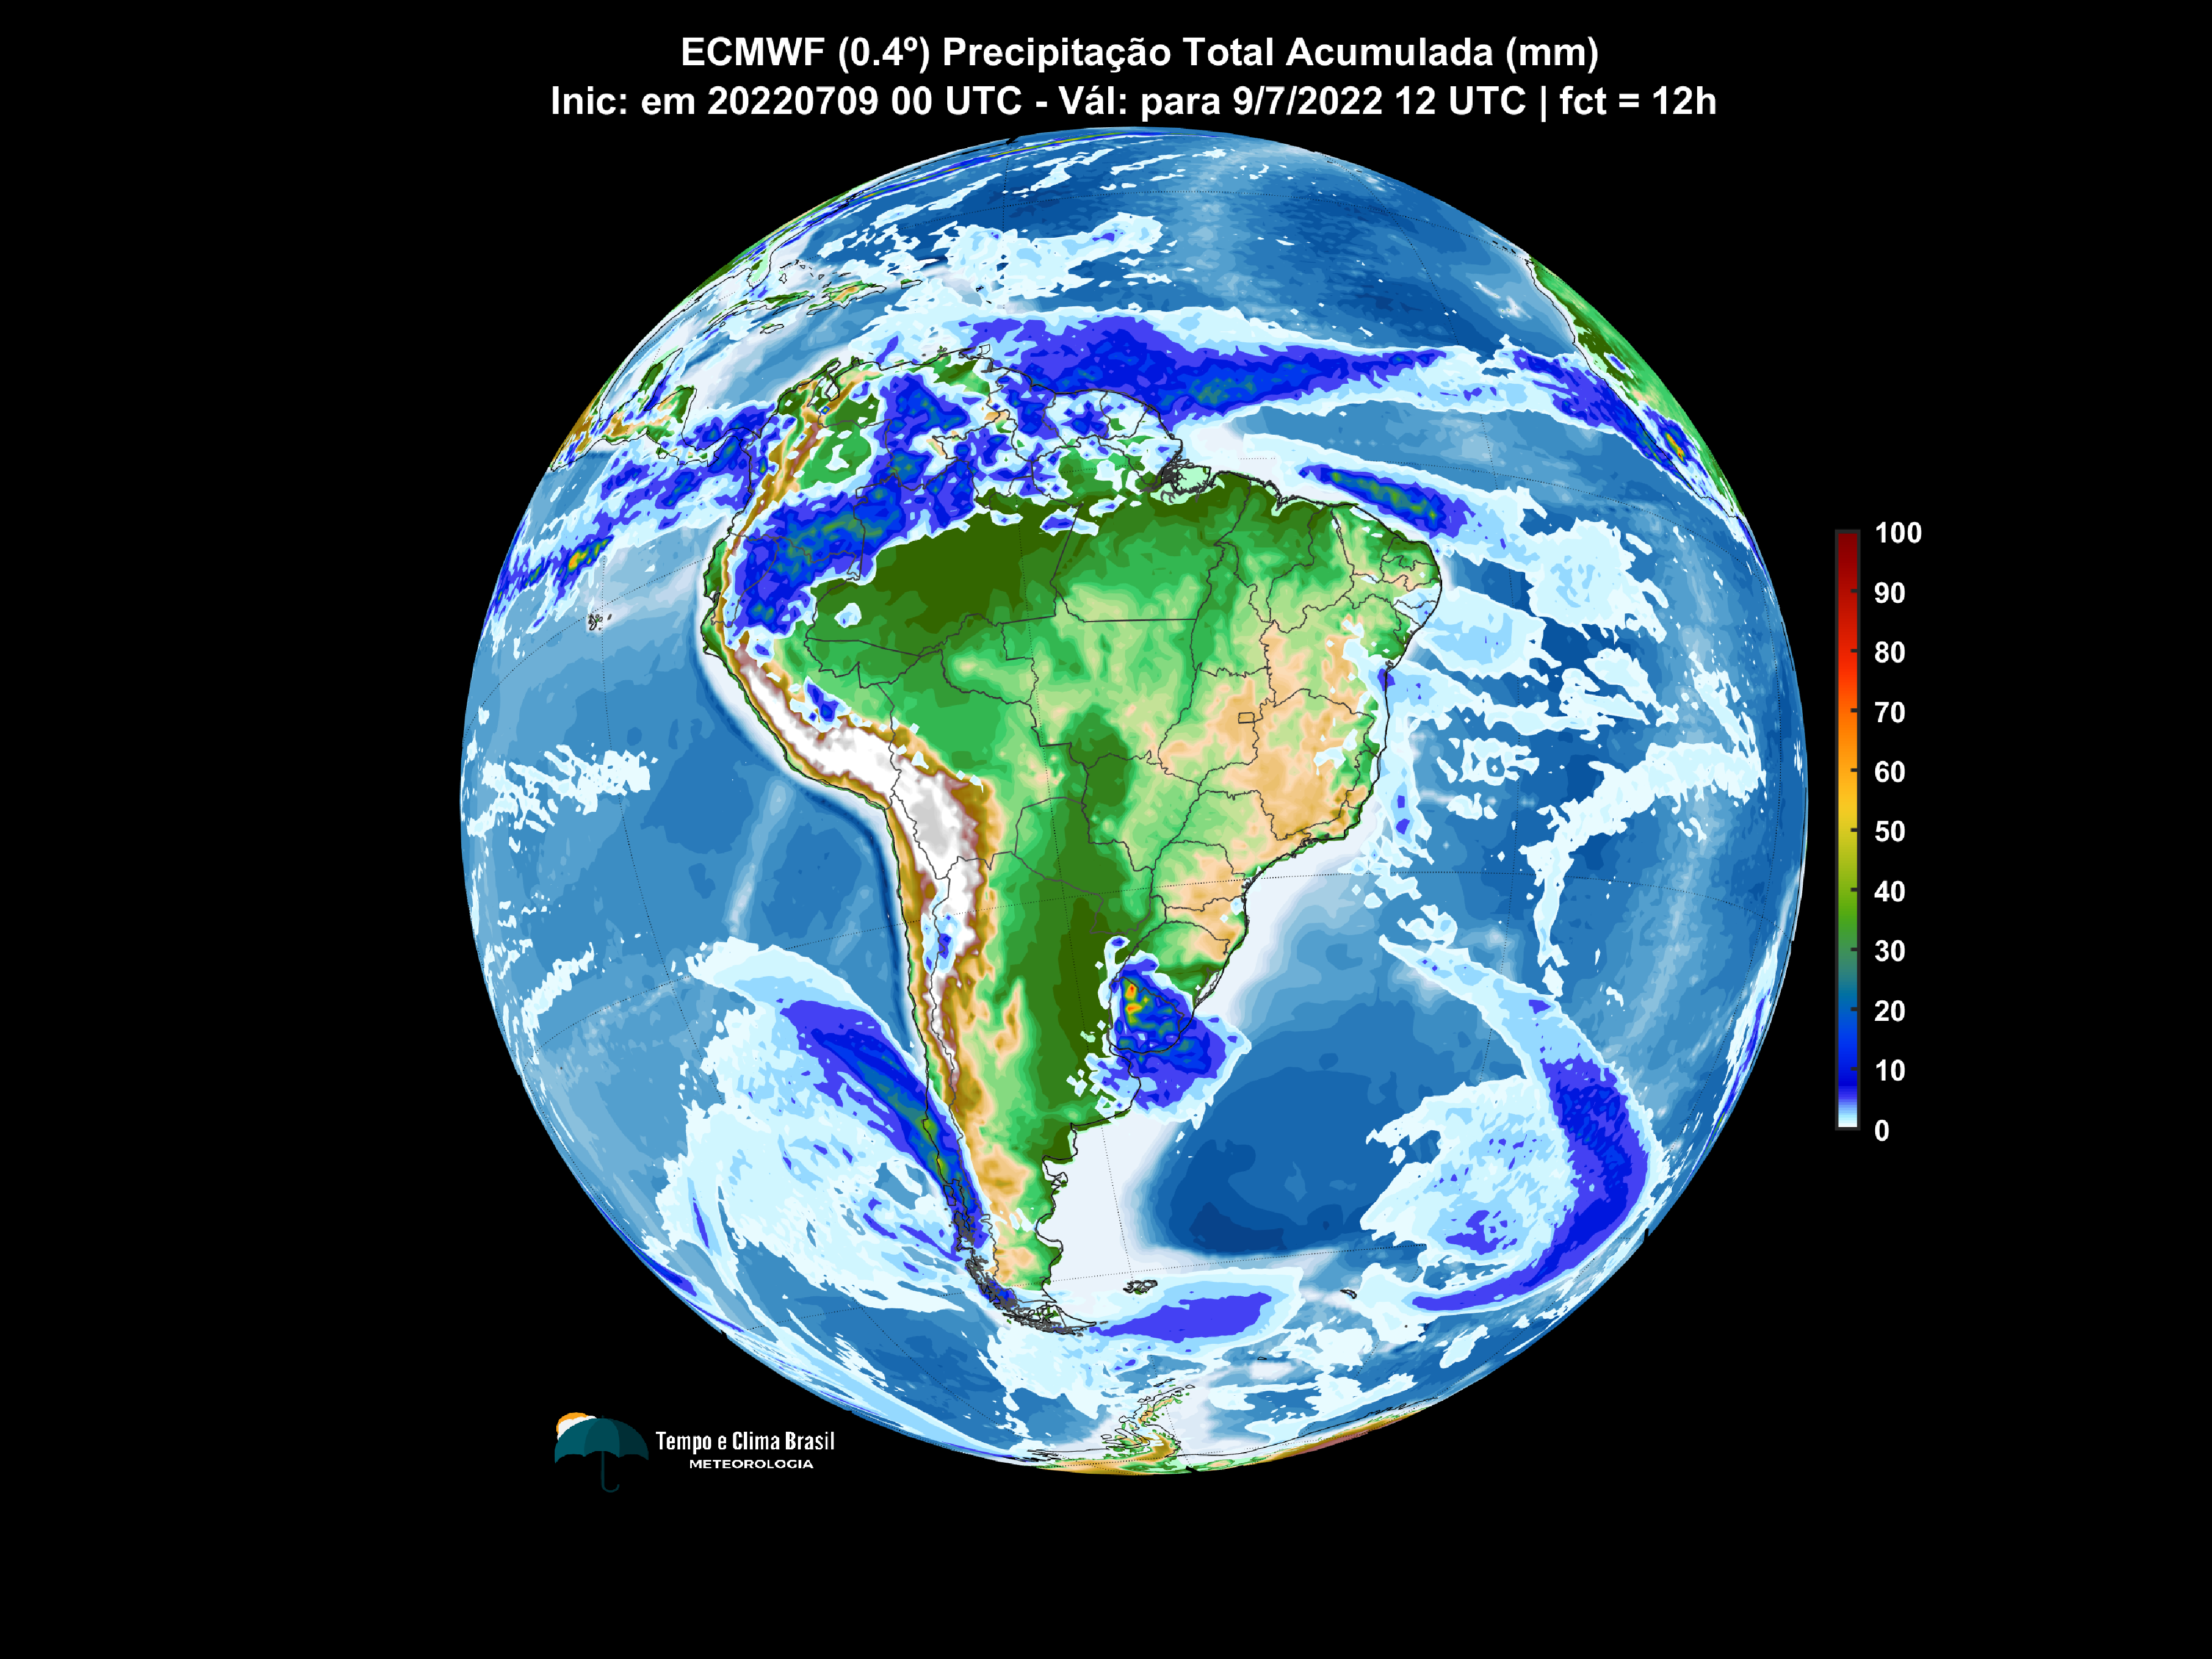 ECMWF (0.4º) Precipitação Total Acumulada (mm)
Inic: em 20220709 00 UTC - Vál: para 9/7/2022 12 UTC | fct = 12h
100
90
80
70
60
50
40
30
20
10
0
Tempo e Clima Brasil
METEOROLOGIA